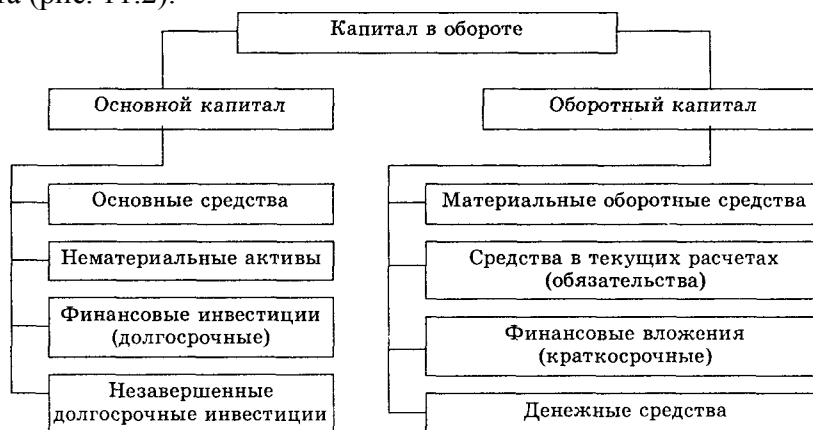 (рис. 11.2).
Капитал в обороте
Основной капитал
Оборотный капитал
Основные средства
Нематериальные активы
Финансовые инвестиции
(долгосрочные)
Незавершенные
долгосрочные инвестиции
Материальные оборотные средства
Средства в текущих расчетах
(обязательства)
Финансовые вложения
(краткосрочные)
Денежные средства